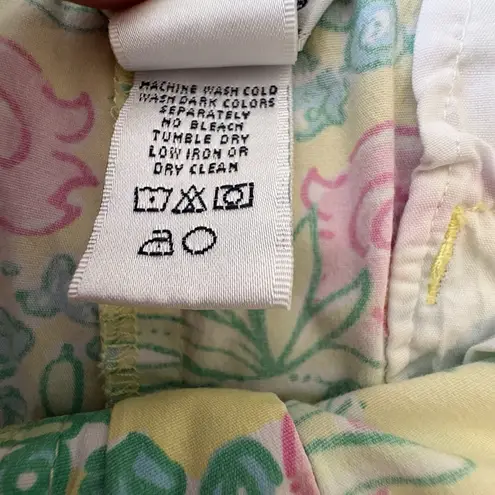 MACHINE WASH COLD
WASH DARK COLORS
SEPARATELY
NO BLEACH
TUMBLE DRY
LOW IRON OR
DRY CLEAN